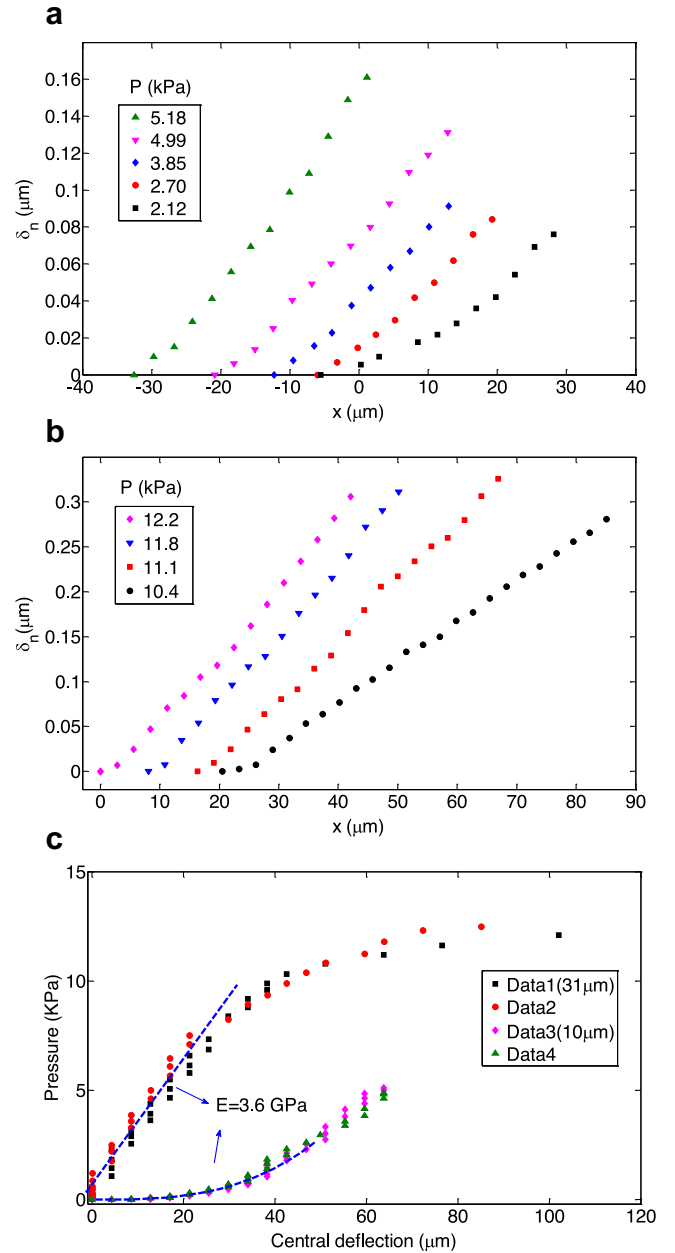 a
0.16
0.14
0.12
0.1
0.08
0.06
0.04
0.02
0
δn (μm)
P (kPa)
5.18
4.99
3.85
2.70
2.12
-40 -30 -20 -10 0 10 20 30 40
x (μm)
b
0.3
0.25
0.2
0.15
0.1
0.05
0
δn(μm)
P (kPa)
12.2
11.8
11.1
10.4
0 10 20 30 40 50 60 70 80 90
x (μm)
c
15
10
5
0
Pressure (KPa)
Data1(31μm)
Data2
Data3(10μm)
Data4
E=3.6 GPa
0 20 40 60 80 100 120
Central deflection (μm)